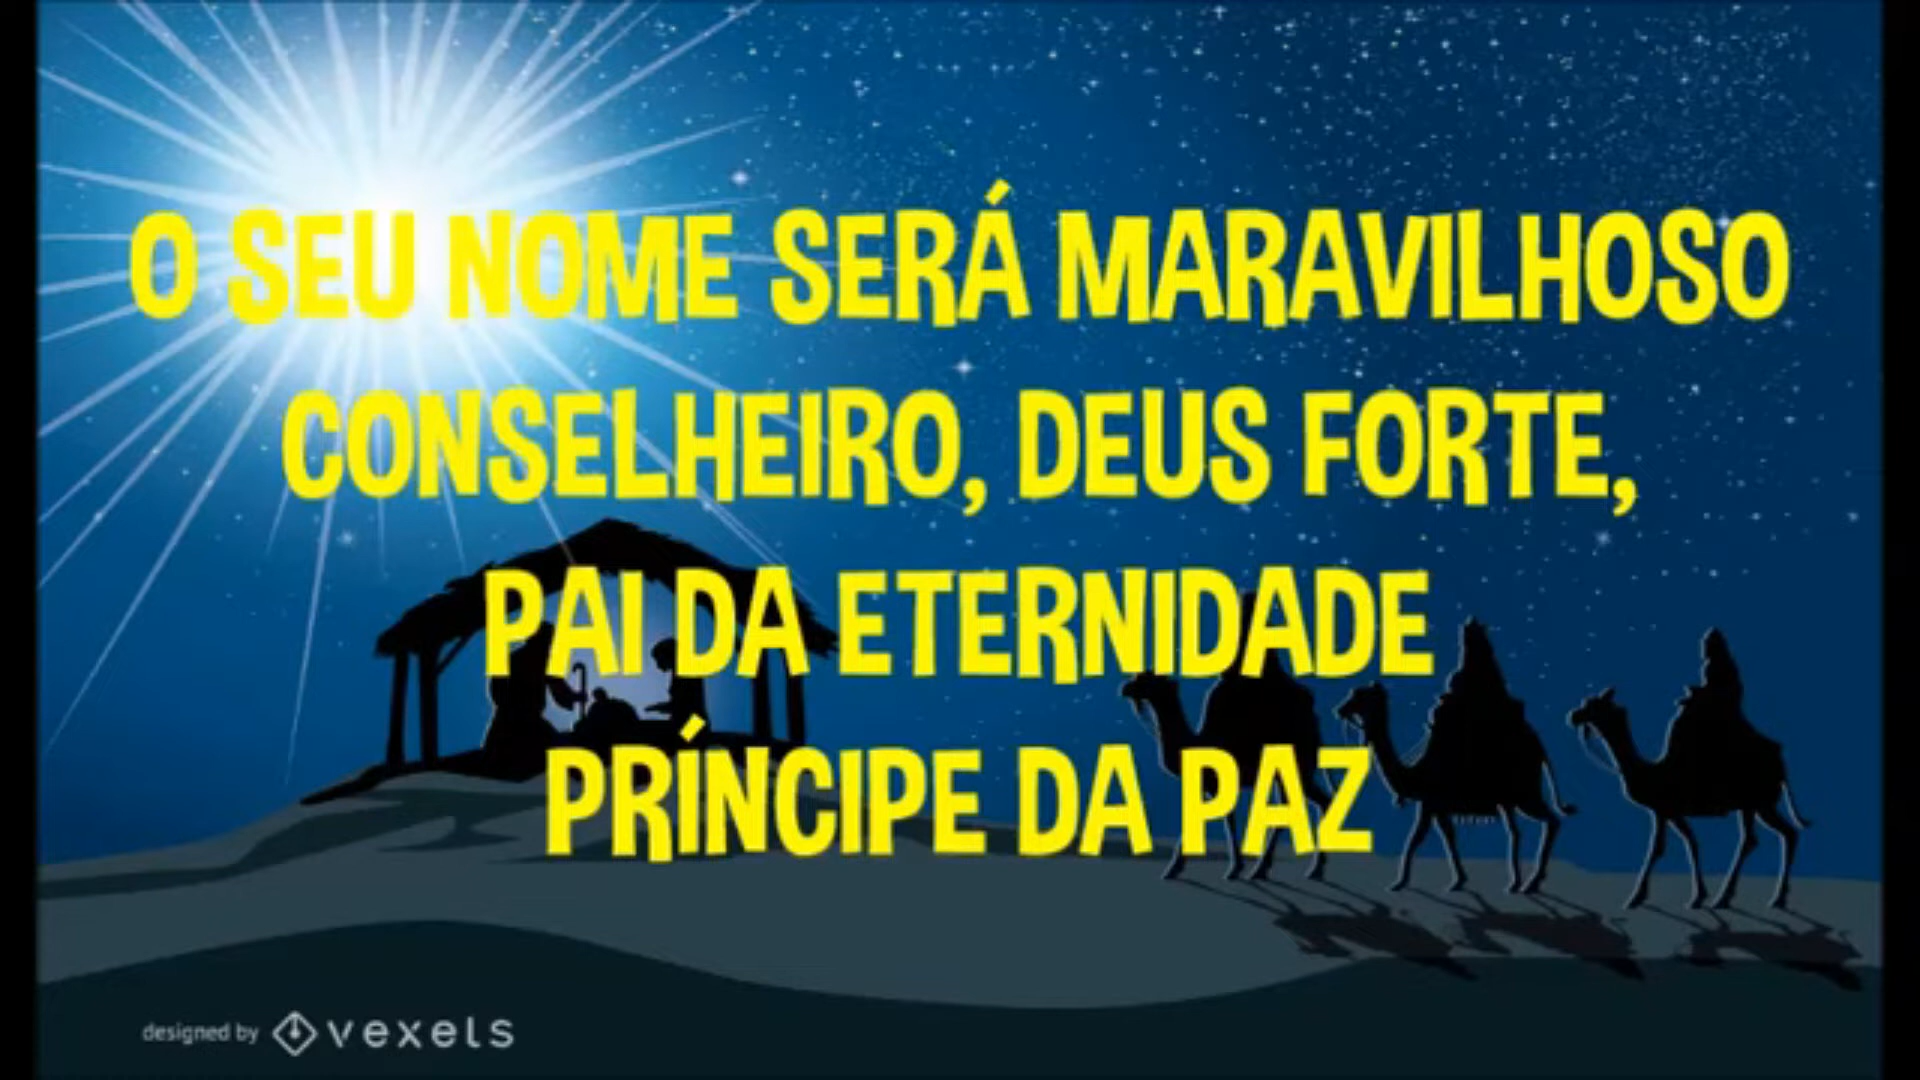 O SEU NOME SERÁ MARAVILHOSO
CONSELHEIRO, DEUS FORTE,
PAI DA ETERNIDADE
PRÍNCIPE DA PAZ
designed by vexels